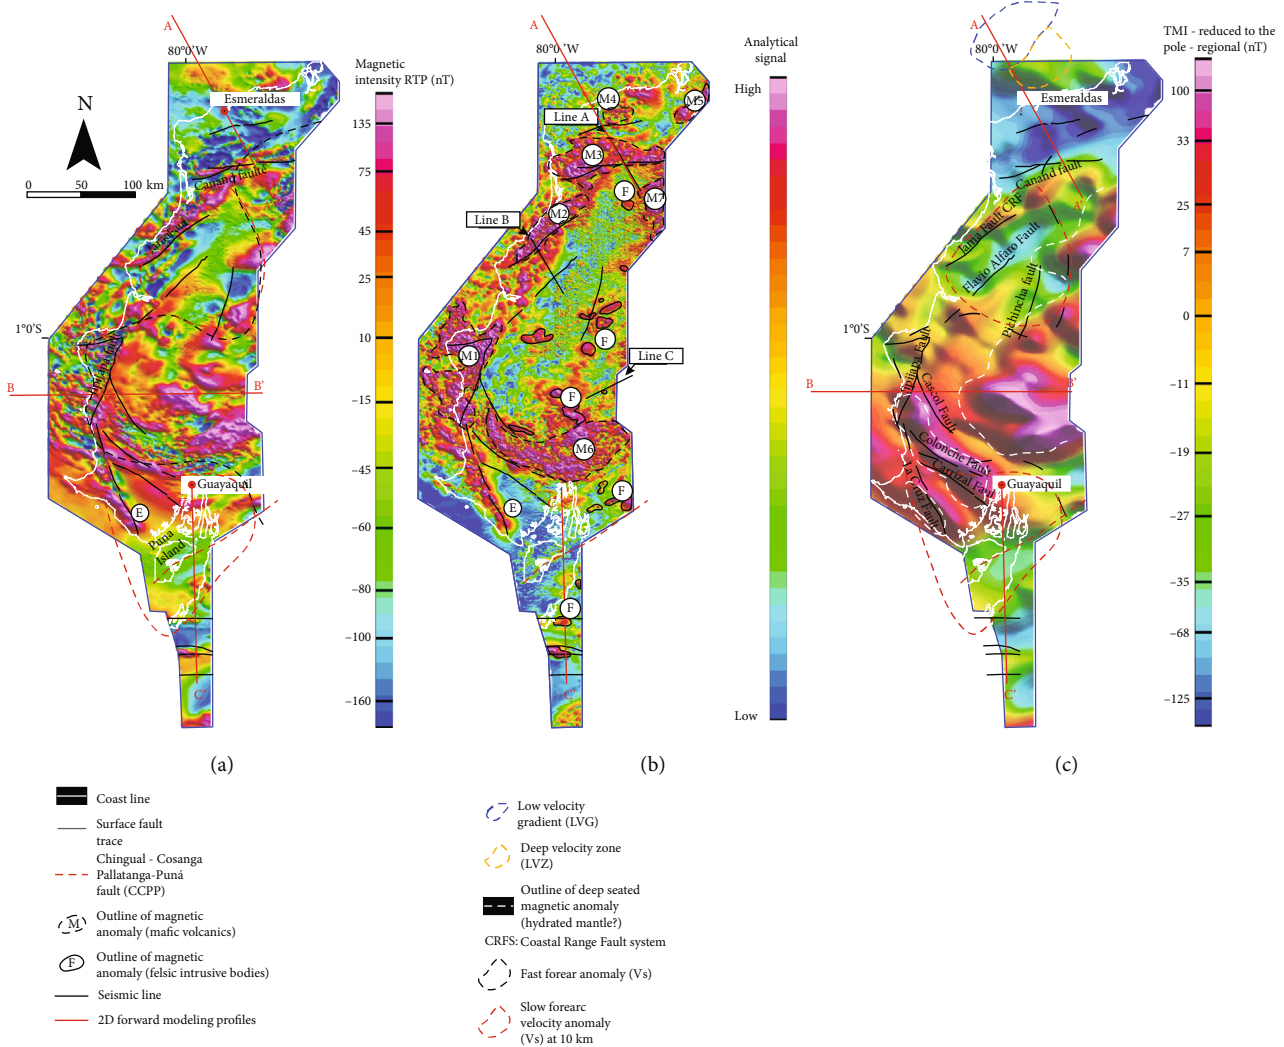 A
80°0'W
Magnetic
intensity RTP (nT)
135
75
45
25
10
−15
−45
−60
−80
−100
−160
N
0 50 100 km
Esmeraldas
Canand faulte
1°0'S
B
B'
Guayaquil
E
Puna
Island
C'
(a)
A
80°0'W
Analytical
signal
High
Low
M4
M5
Line A
M3
F
M7
M2
Line B
M1
F
Line C
F
M6
F
E
F
C'
(b)
A
80°0'W
TMI - reduced to the
pole - regional (nT)
100
33
25
7
0
−11
−19
−27
−35
−68
−125
Esmeraldas
Canand fault
Jama Fault CRF
A'
Flavio Alfaro Fault
Pichincha fault
1°0'S
B
B'
Cascol Fault
Colonche Fault
Carrizal Fault
La Cruz Fault
Guayaquil
C'
(c)
Coast line
Surface fault
trace
Chingual - Cosanga
Pallatanga-Puná
fault (CCPP)
M
Outline of magnetic
anomaly (mafic volcanics)
F
Outline of magnetic
anomaly (felsic intrusive bodies)
Seismic line
2D forward modeling profiles
Low velocity
gradient (LVG)
Deep velocity zone
(LVZ)
Outline of deep seated
magnetic anomaly
(hydrated mantle?)
CRFS: Coastal Range Fault system
Fast forear anomaly (Vs)
Slow forearc
velocity anomaly
(Vs) at 10 km